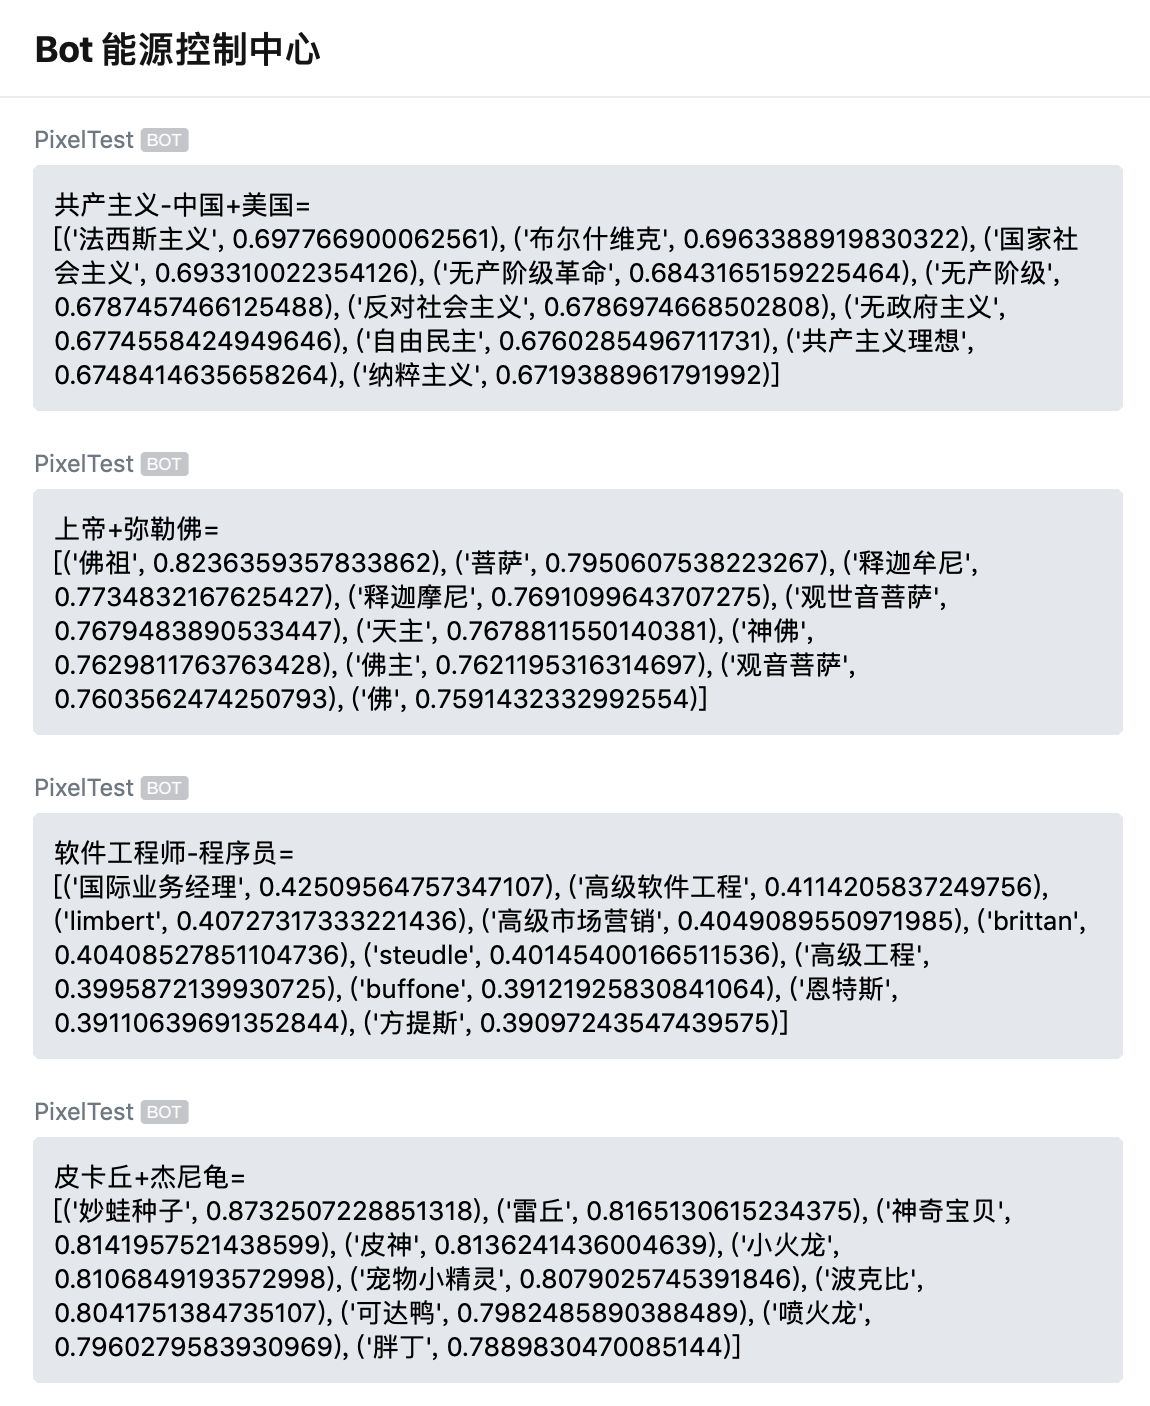 Bot 能源控制中心
PixelTest BOT
共产主义-中国+美国=
[('法西斯主义', 0.697766900062561), ('布尔什维克', 0.6963388919830322), ('国家社
会主义', 0.693310022354126), ('无产阶级革命', 0.6843165159225464), ('无产阶级',
0.6787457466125488), ('反对社会主义', 0.6786974668502808), ('无政府主义',
0.6774558424949646), ('自由民主', 0.6760285496711731), ('共产主义理想',
0.6748414635658264), ('纳粹主义', 0.6719388961791992)]
PixelTest BOT
上帝+弥勒佛=
[('佛祖', 0.8236359357833862), ('菩萨', 0.7950607538223267), ('释迦牟尼',
0.7734832167625427), ('释迦摩尼', 0.7691099643707275), ('观世音菩萨',
0.7679483890533447), ('天主', 0.7678811550140381), ('神佛',
0.7629811763763428), ('佛主', 0.7621195316314697), ('观音菩萨',
0.7603562474250793), ('佛', 0.7591432332992554)]
PixelTest BOT
软件工程师-程序员=
[('国际业务经理', 0.42509564757347107), ('高级软件工程', 0.4114205837249756),
('limbert', 0.40727317333221436), ('高级市场营销', 0.4049089550971985), ('brittan',
0.40408527851104736), ('steudle', 0.40145400166511536), ('高级工程',
0.3995872139930725), ('buffone', 0.39121925830841064), ('恩特斯',
0.39110639691352844), ('方提斯', 0.39097243547439575)]
PixelTest BOT
皮卡丘+杰尼龟=
[('妙蛙种子', 0.8732507228851318), ('雷丘', 0.8165130615234375), ('神奇宝贝',
0.8141957521438599), ('皮神', 0.8136241436004639), ('小火龙',
0.8106849193572998), ('宠物小精灵', 0.8079025745391846), ('波克比',
0.8041751384735107), ('可达鸭', 0.7982485890388489), ('喷火龙',
0.7960279583930969), ('胖丁', 0.7889830470085144)]